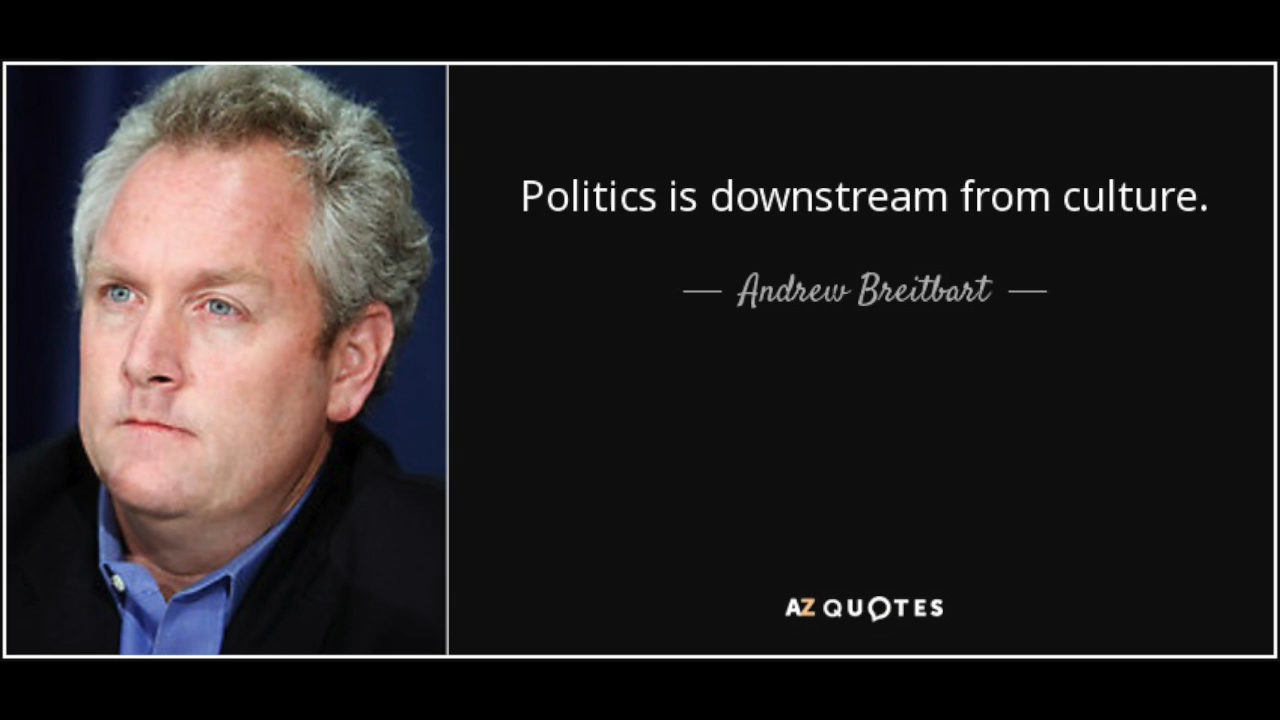 Politics is downstream from culture.
— Andrew Breitbart —
AZ QUOTES